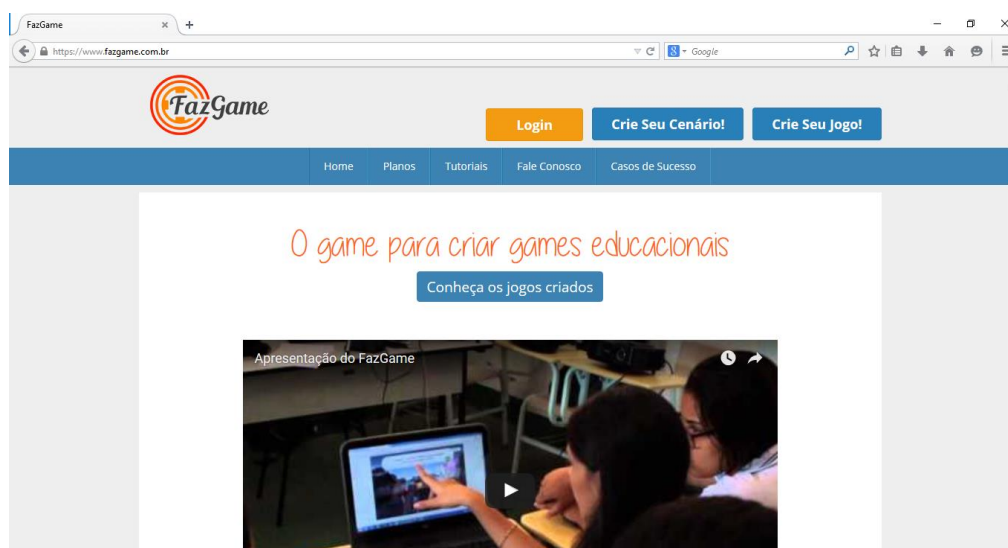 FazGame
https://www.fazgame.com.br
Google
FazGame
Login
Crie Seu Cenário!
Crie Seu Jogo!
Home
Planos
Tutoriais
Fale Conosco
Casos de Sucesso
O game para criar games educacionais
Conheça os jogos criados
Apresentação do FazGame